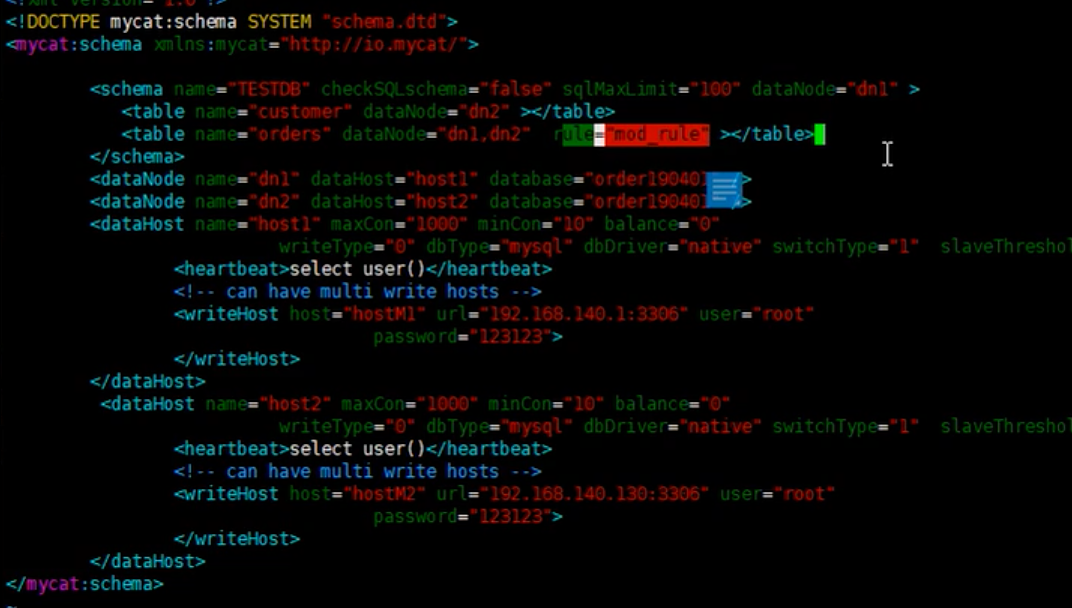 <?xml version="1.0"?>
<!DOCTYPE mycat:schema SYSTEM "schema.dtd">
<mycat:schema xmlns:mycat="http://io.mycat/">
<schema name="TESTDB" checkSQLschema="false" sqlMaxLimit="100" dataNode="dn1" >
<table name="customer" dataNode="dn2" ></table>
<table name="orders" dataNode="dn1,dn2" rule="mod_rule" ></table>
</schema>
<dataNode name="dn1" dataHost="host1" database="order190401 >
<dataNode name="dn2" dataHost="host2" database="order190401 />
<dataHost name="host1" maxCon="1000" minCon="10" balance="0"
writeType="0" dbType="mysql" dbDriver="native" switchType="1" slaveThreshol
<heartbeat>select user()</heartbeat>
<!-- can have multi write hosts -->
<writeHost host="hostM1" url="192.168.140.1:3306" user="root"
password="123123">
</writeHost>
</dataHost>
<dataHost name="host2" maxCon="1000" minCon="10" balance="0"
writeType="0" dbType="mysql" dbDriver="native" switchType="1" slaveThreshol
<heartbeat>select user()</heartbeat>
<!-- can have multi write hosts -->
<writeHost host="hostM2" url="192.168.140.130:3306" user="root"
password="123123">
</writeHost>
</dataHost>
</mycat:schema>